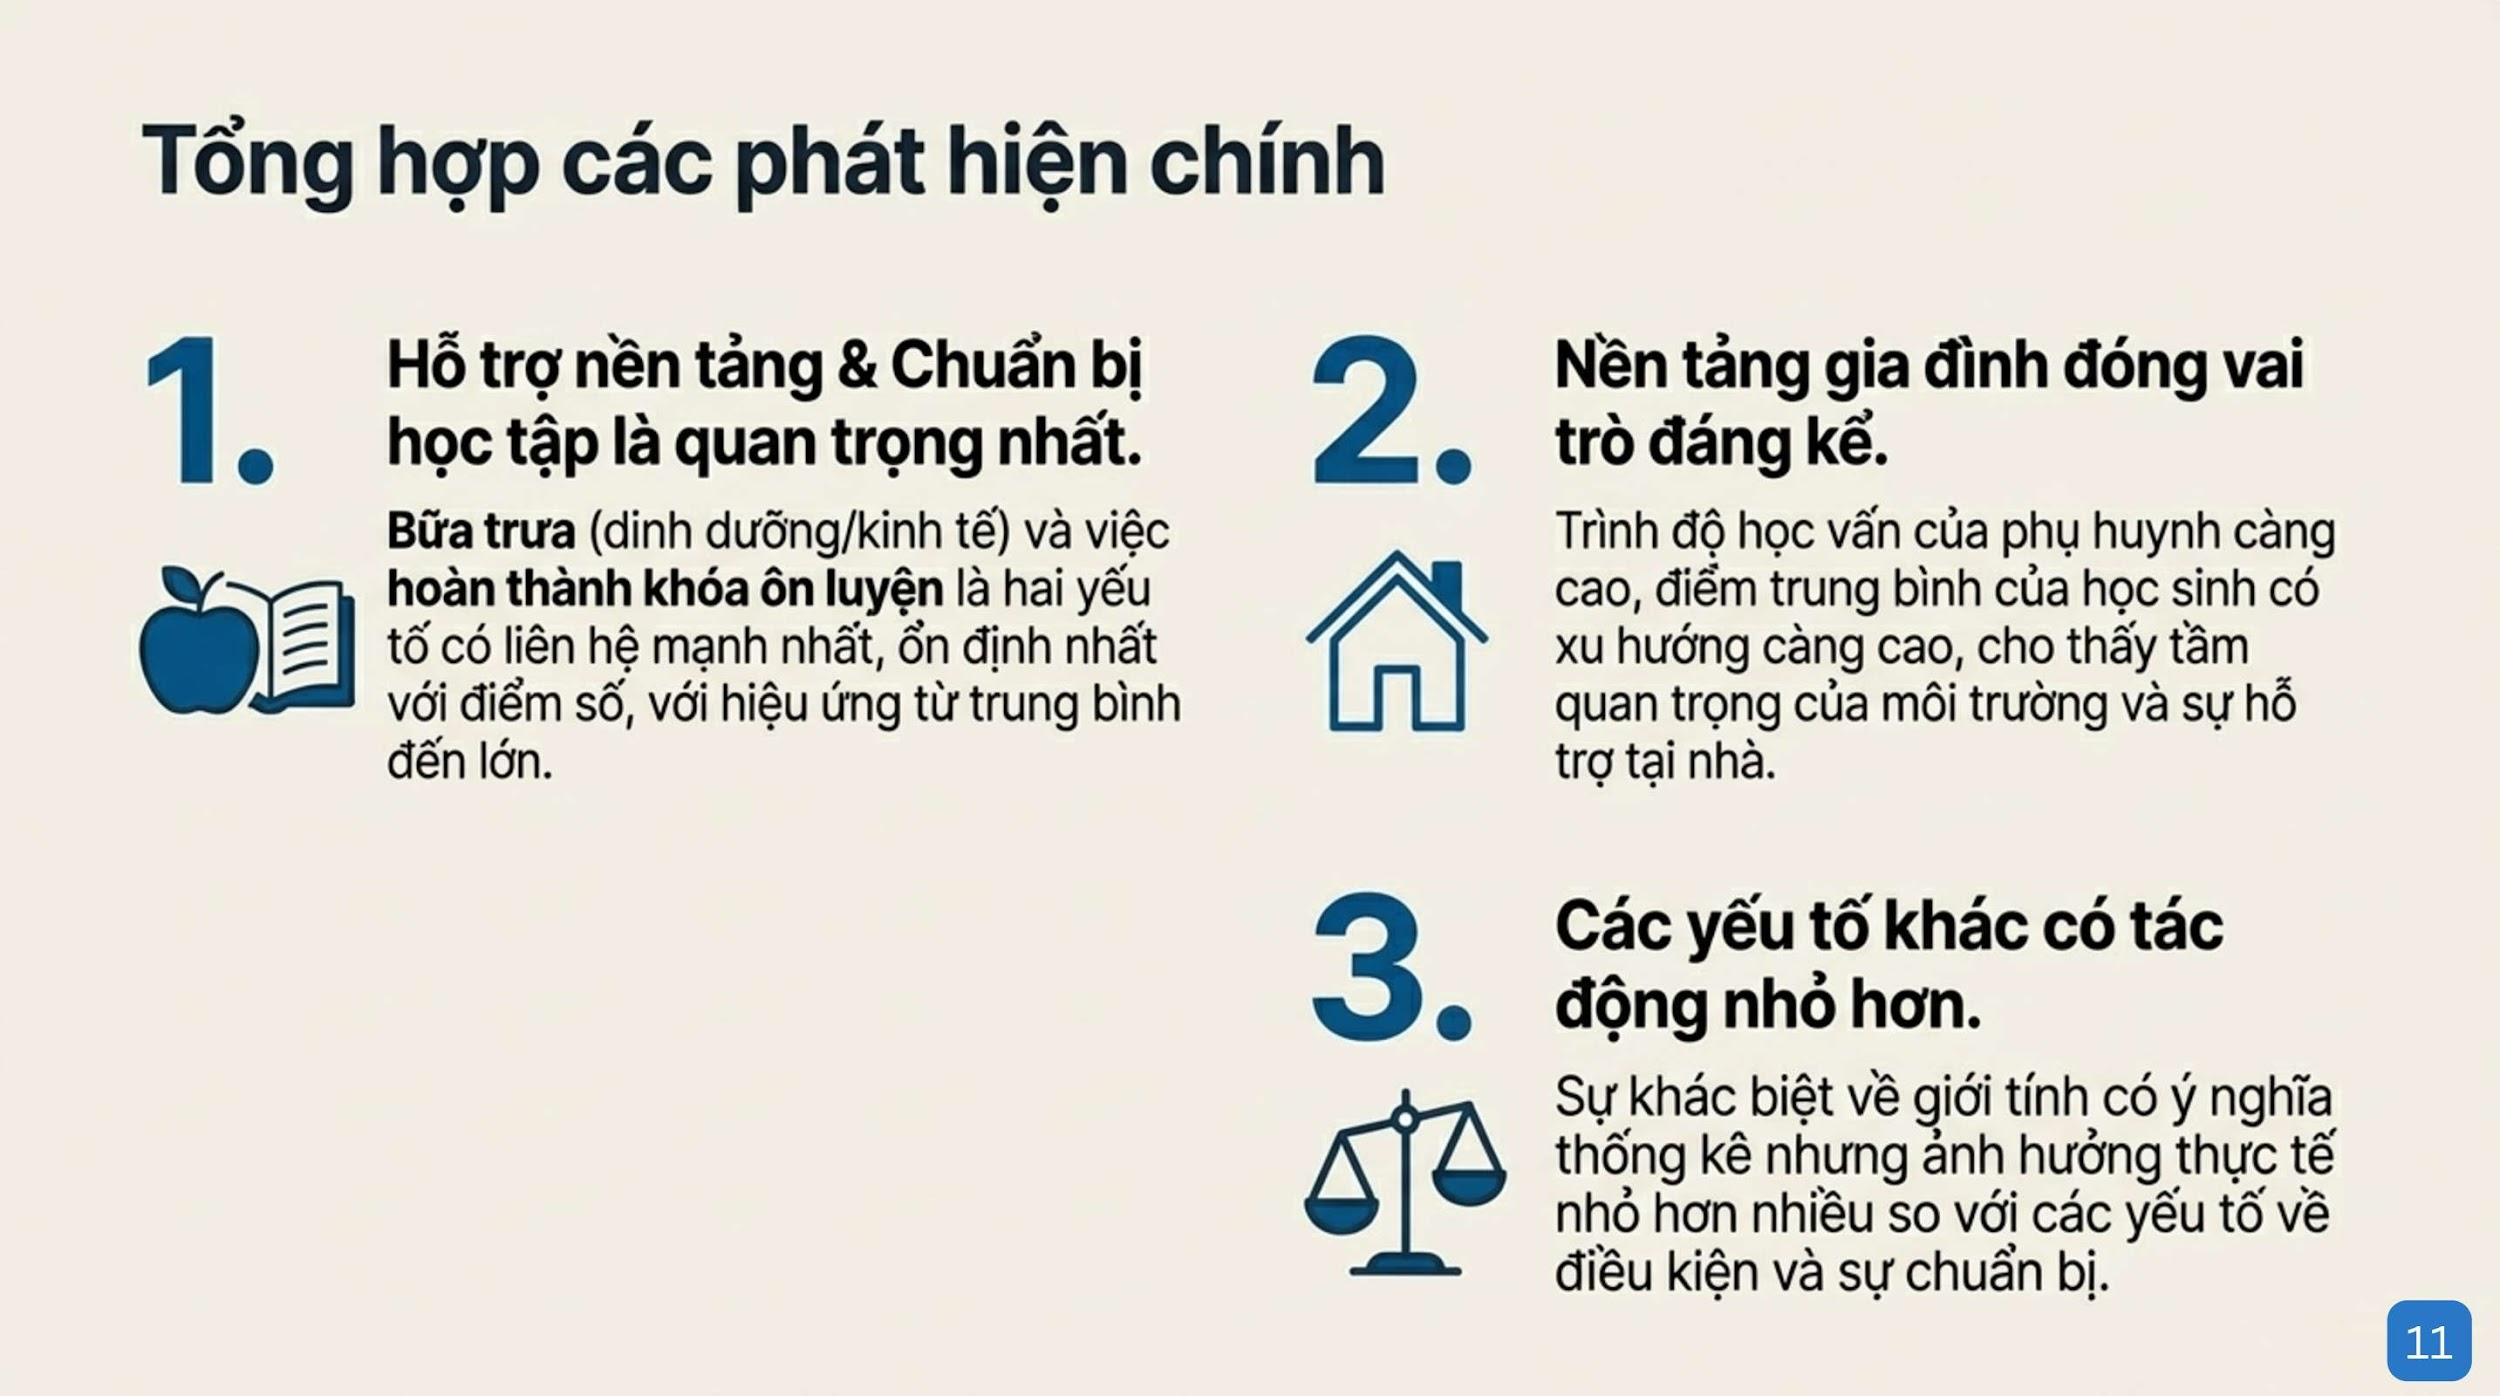 Tổng hợp các phát hiện chính
1.
Hỗ trợ nền tảng & Chuẩn bị
học tập là quan trọng nhất.
Bữa trưa (dinh dưỡng/kinh tế) và việc
hoàn thành khóa ôn luyện là hai yếu
tố có liên hệ mạnh nhất, ổn định nhất
với điểm số, với hiệu ứng từ trung bình
đến lớn.
2.
Nền tảng gia đình đóng vai
trò đáng kể.
Trình độ học vấn của phụ huynh càng
cao, điểm trung bình của học sinh có
xu hướng càng cao, cho thấy tầm
quan trọng của môi trường và sự hỗ
trợ tại nhà.
3.
Các yếu tố khác có tác
động nhỏ hơn.
Sự khác biệt về giới tính có ý nghĩa
thống kê nhưng ảnh hưởng thực tế
nhỏ hơn nhiều so với các yếu tố về
điều kiện và sự chuẩn bị.
11